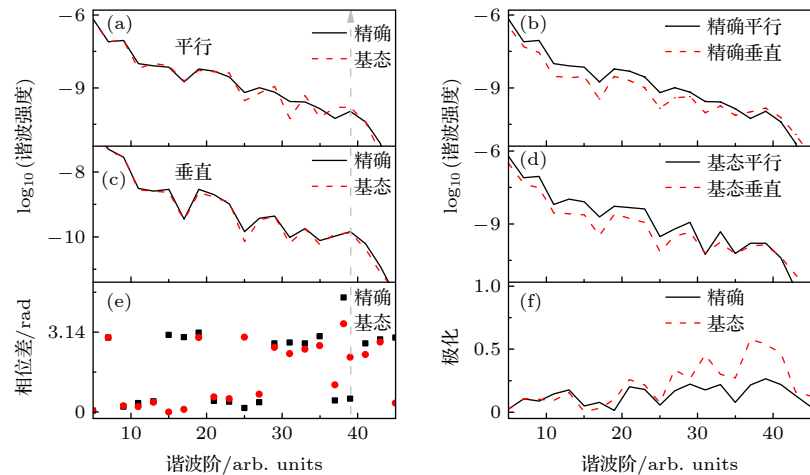 −6
(a)
平行
精确
基态
−9
log₁₀(谐波强度)
(c)
垂直
精确
基态
−8
−10
(e)
精确
基态
3.14
0
相位差/rad
10 20 30 40
谐波阶/arb. units
(b)
精确平行
精确垂直
−6
−9
log₁₀(谐波强度)
(d)
基态平行
基态垂直
−6
−9
(f)
精确
基态
1.0
0.5
0
极化
10 20 30 40
谐波阶/arb. units